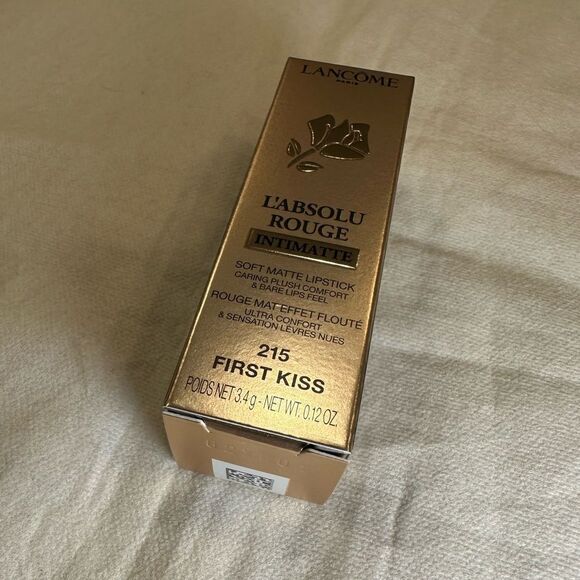 LANCÔME
PARIS
L'ABSOLU
ROUGE
INTIMATTE
SOFT MATTE LIPSTICK
CARING PLUSH COMFORT
& BARE LIPS FEEL
ROUGE MAT EFFET FLOUTÉ
ULTRA CONFORT
& SENSATION LÈVRES NUES
215
FIRST KISS
POIDS NET 3.4 g - NET WT. 0.12 OZ.